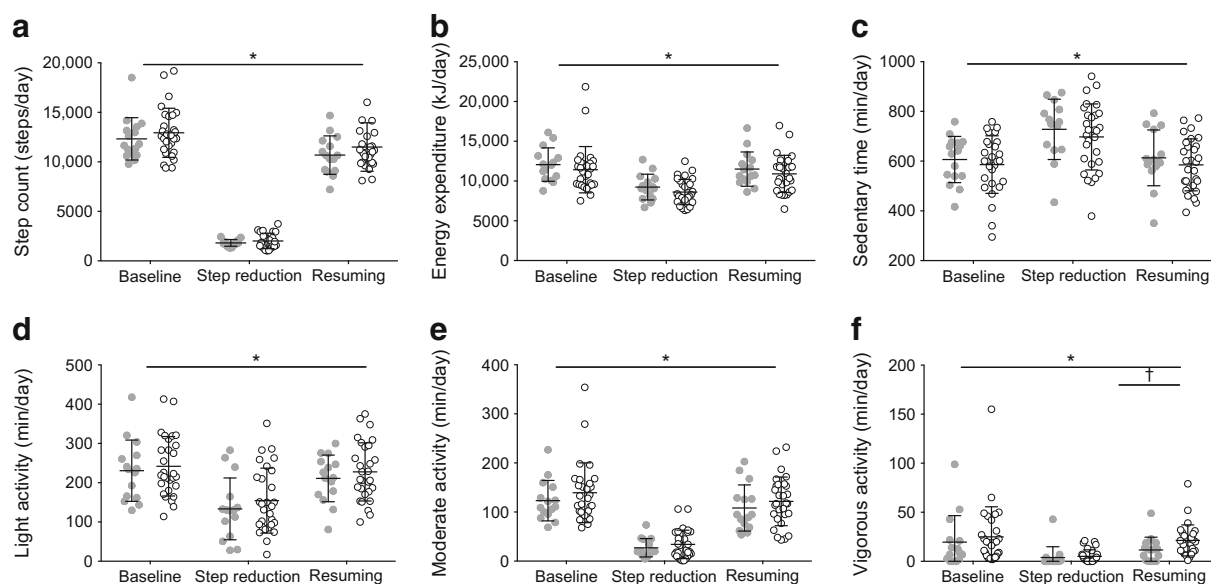 a
Step count (steps/day)
20,000
15,000
10,000
5000
0
*
Baseline
Step reduction
Resuming
b
Energy expenditure (kJ/day)
25,000
20,000
15,000
10,000
5000
0
*
Baseline
Step reduction
Resuming
c
Sedentary time (min/day)
1000
800
600
400
200
*
Baseline
Step reduction
Resuming
d
Light activity (min/day)
500
400
300
200
100
0
*
Baseline
Step reduction
Resuming
e
Moderate activity (min/day)
400
300
200
100
0
*
Baseline
Step reduction
Resuming
f
Vigorous activity (min/day)
200
150
100
50
0
*
†
Baseline
Step reduction
Resuming